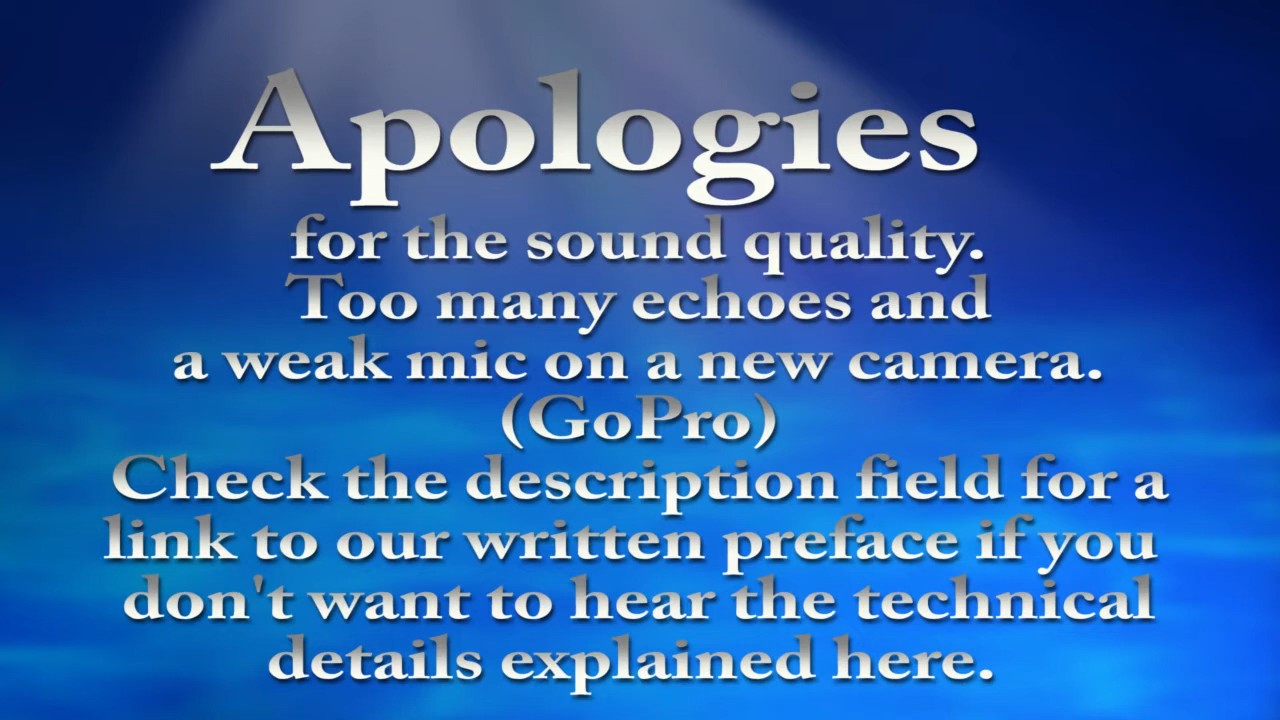 Apologies
for the sound quality.
Too many echoes and
a weak mic on a new camera.
(GoPro)
Check the description field for a
link to our written preface if you
don't want to hear the technical
details explained here.